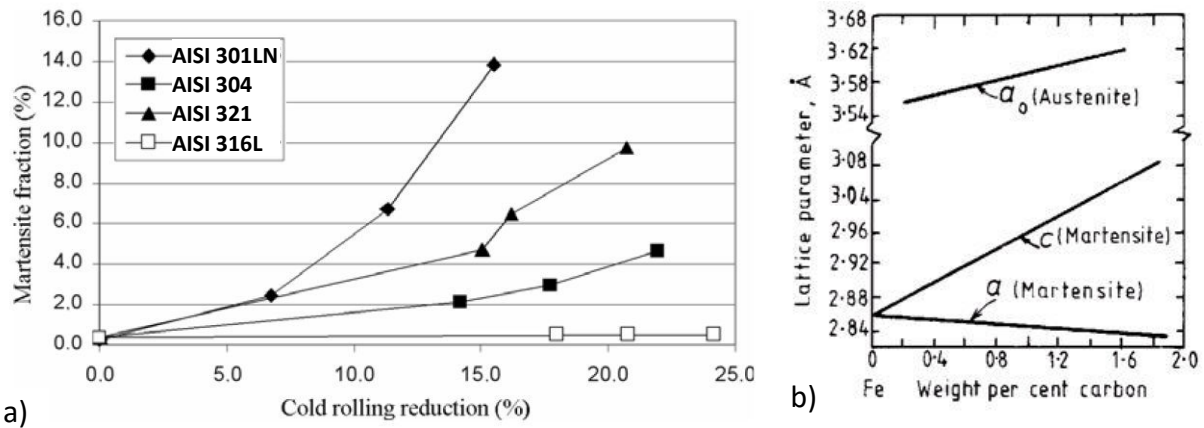 16.0
14.0
12.0
10.0
8.0
6.0
4.0
2.0
0.0
Martensite fraction (%)
AISI 301LN
AISI 304
AISI 321
AISI 316L
0.0 5.0 10.0 15.0 20.0 25.0
Cold rolling reduction (%)
a)
3.68
3.62
3.58
3.54
3.08
3.04
2.96
2.92
2.88
2.84
Lattice parameter, Å
a₀ (Austenite)
c (Martensite)
a (Martensite)
0 0.4 0.8 1.2 1.6 2.0
Fe Weight per cent carbon
b)